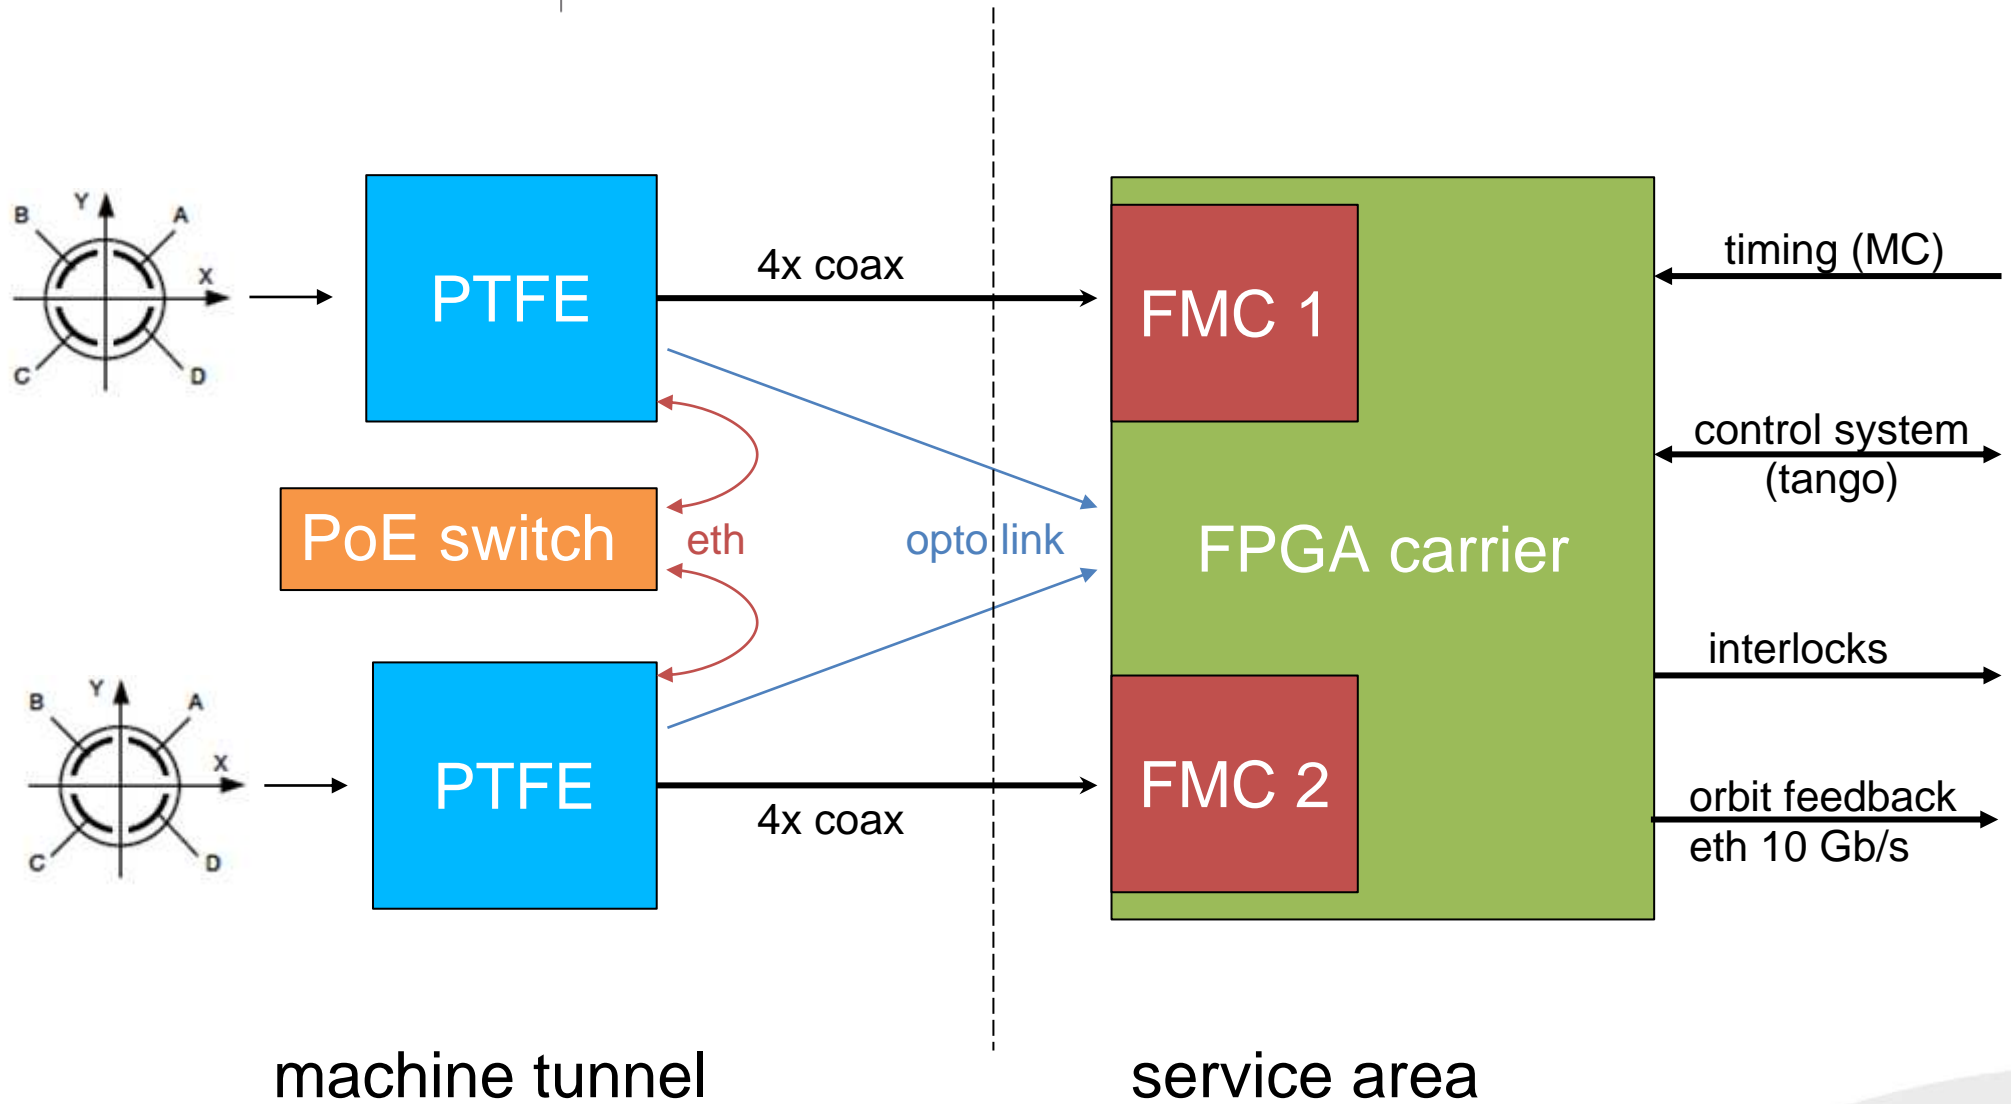 B
Y
A
X
C
D
PTFE
4x coax
FMC 1
timing (MC)
control system
(tango)
PoE switch
eth
opto link
FPGA carrier
interlocks
B
Y
A
X
C
D
PTFE
4x coax
FMC 2
orbit feedback
eth 10 Gb/s
machine tunnel
service area